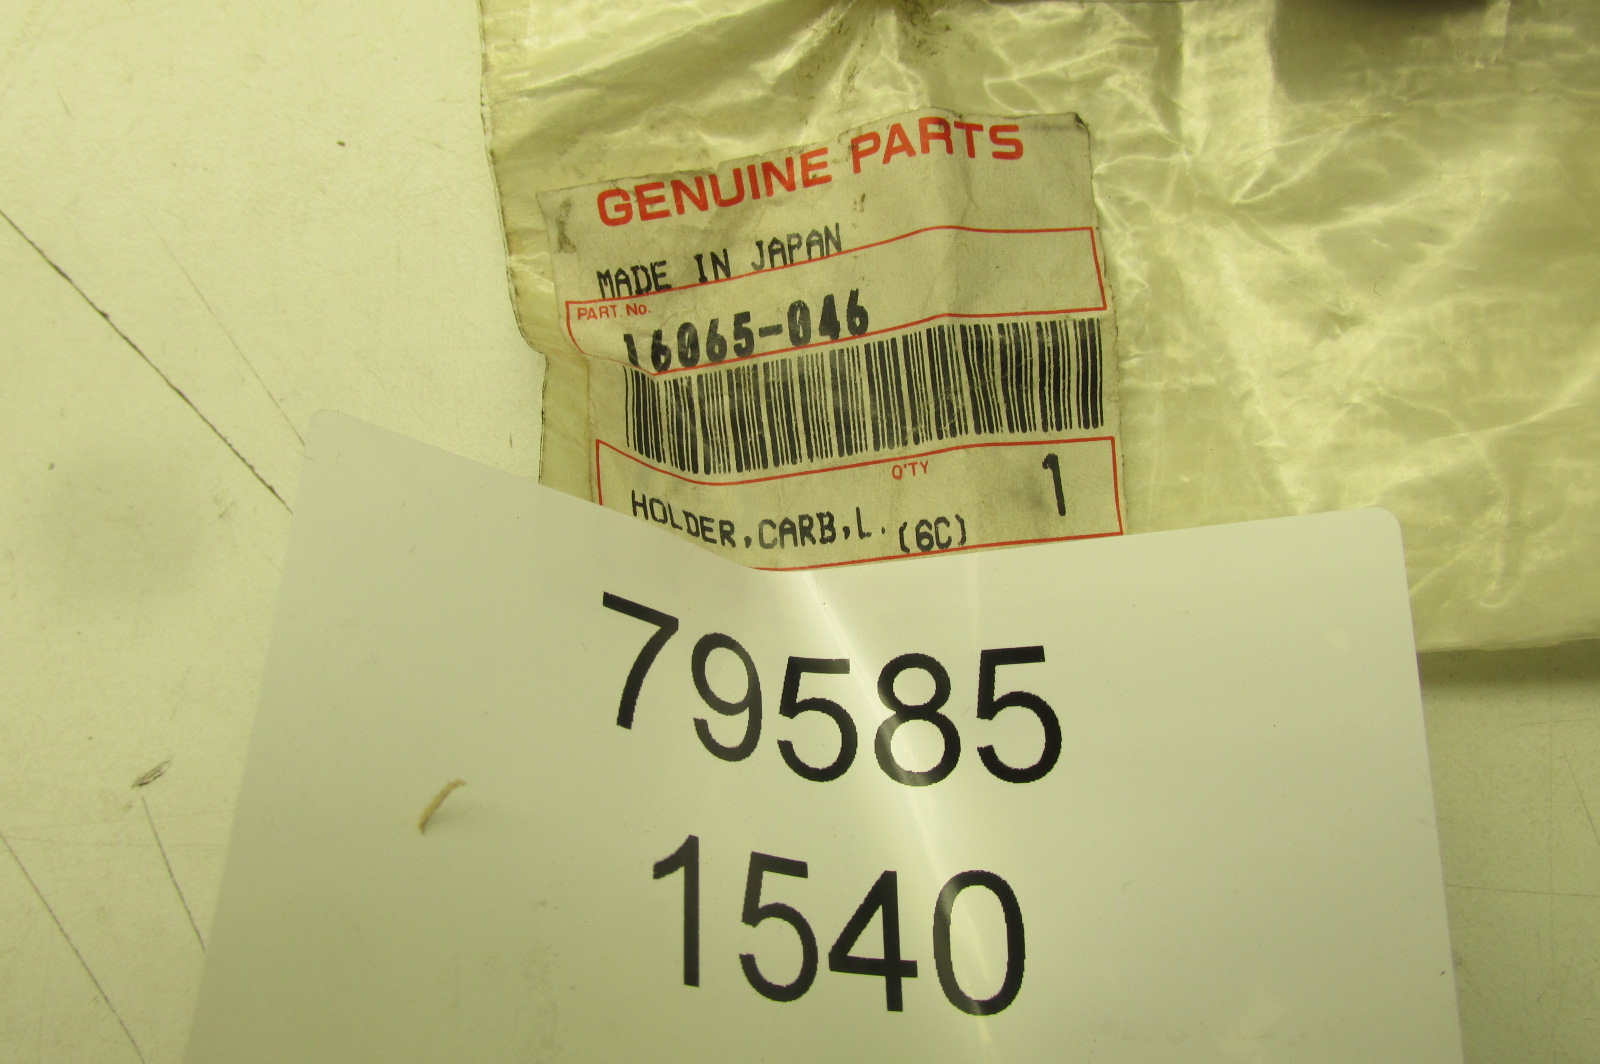 GENUINE PARTS
MADE IN JAPAN
PART No.
16065-046
Q'TY
1
HOLDER,CARB,L. (6C)
79585
1540